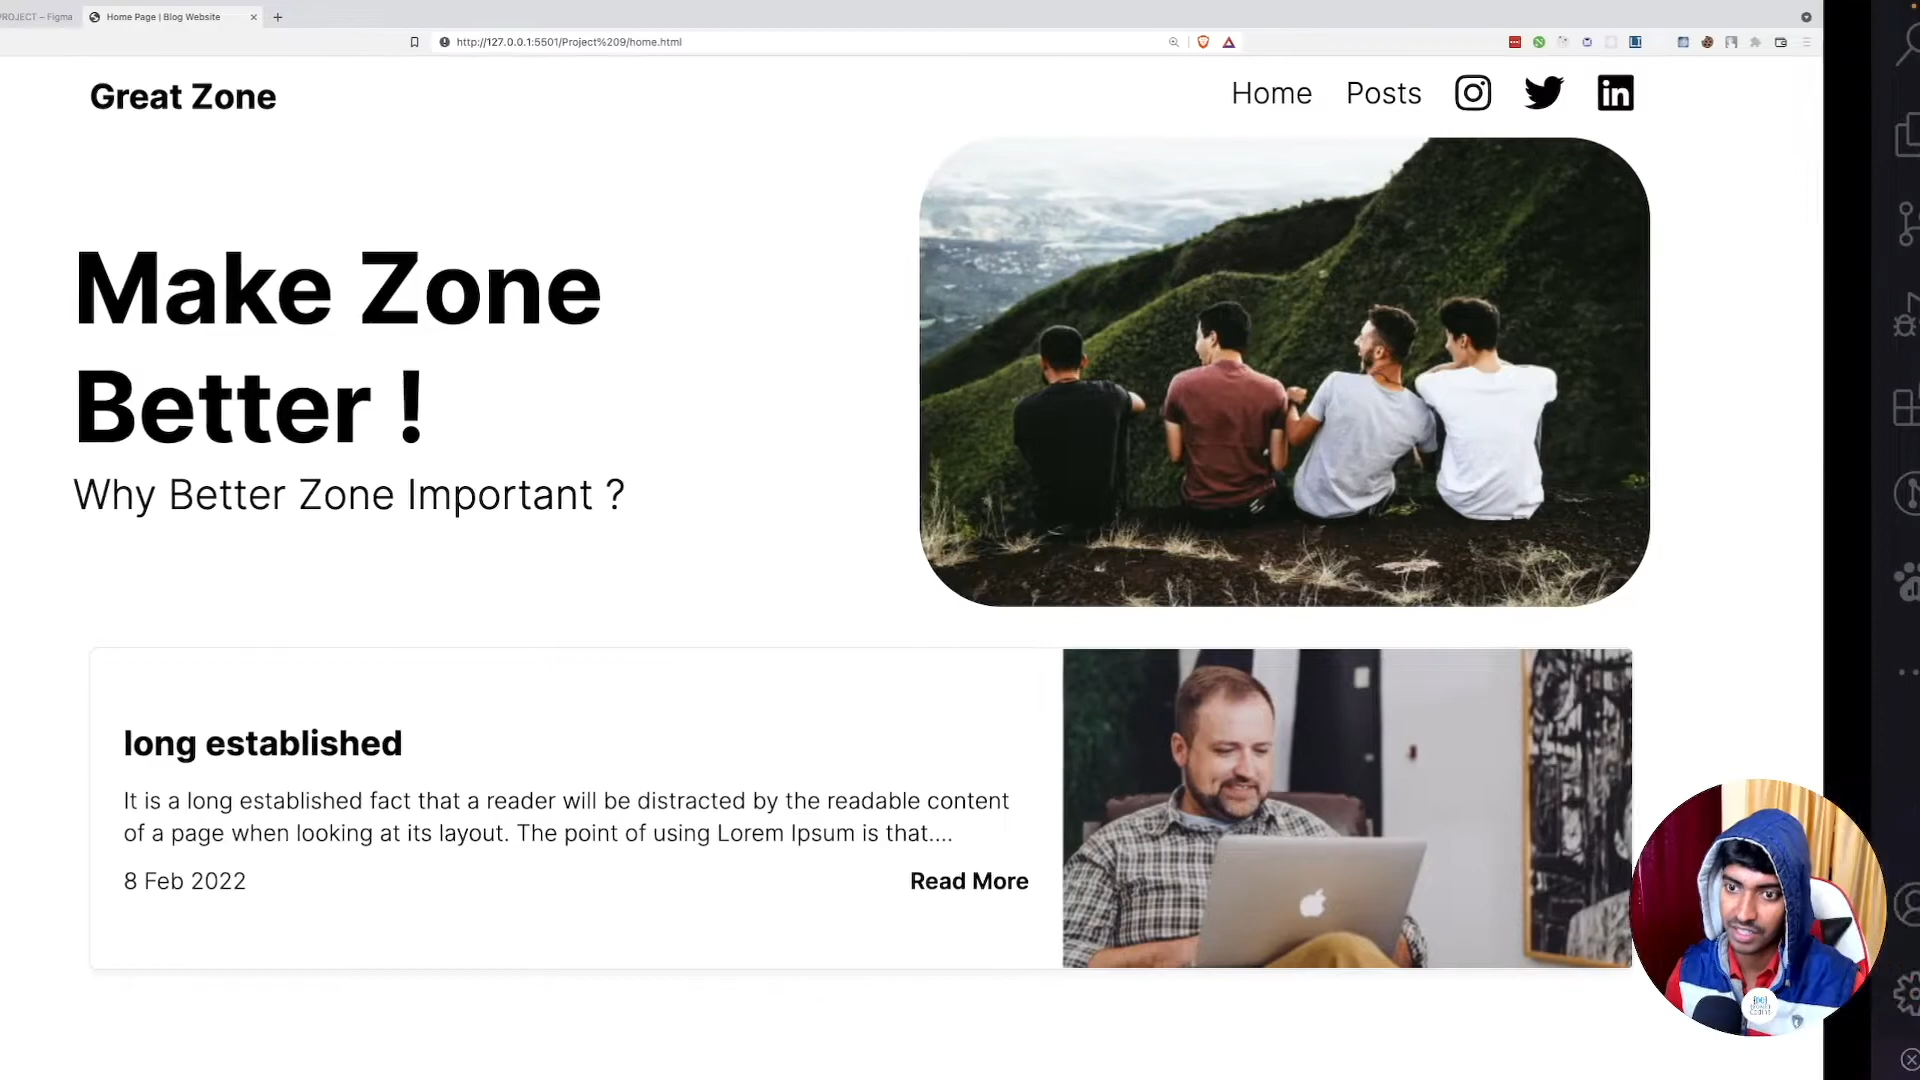 PROJECT – Figma
Home Page | Blog Website
http://127.0.0.1:5501/Project%209/home.html
Great Zone
Home
Posts
Make Zone
Better !
Why Better Zone Important ?
long established
It is a long established fact that a reader will be distracted by the readable content
of a page when looking at its layout. The point of using Lorem Ipsum is that....
8 Feb 2022
Read More